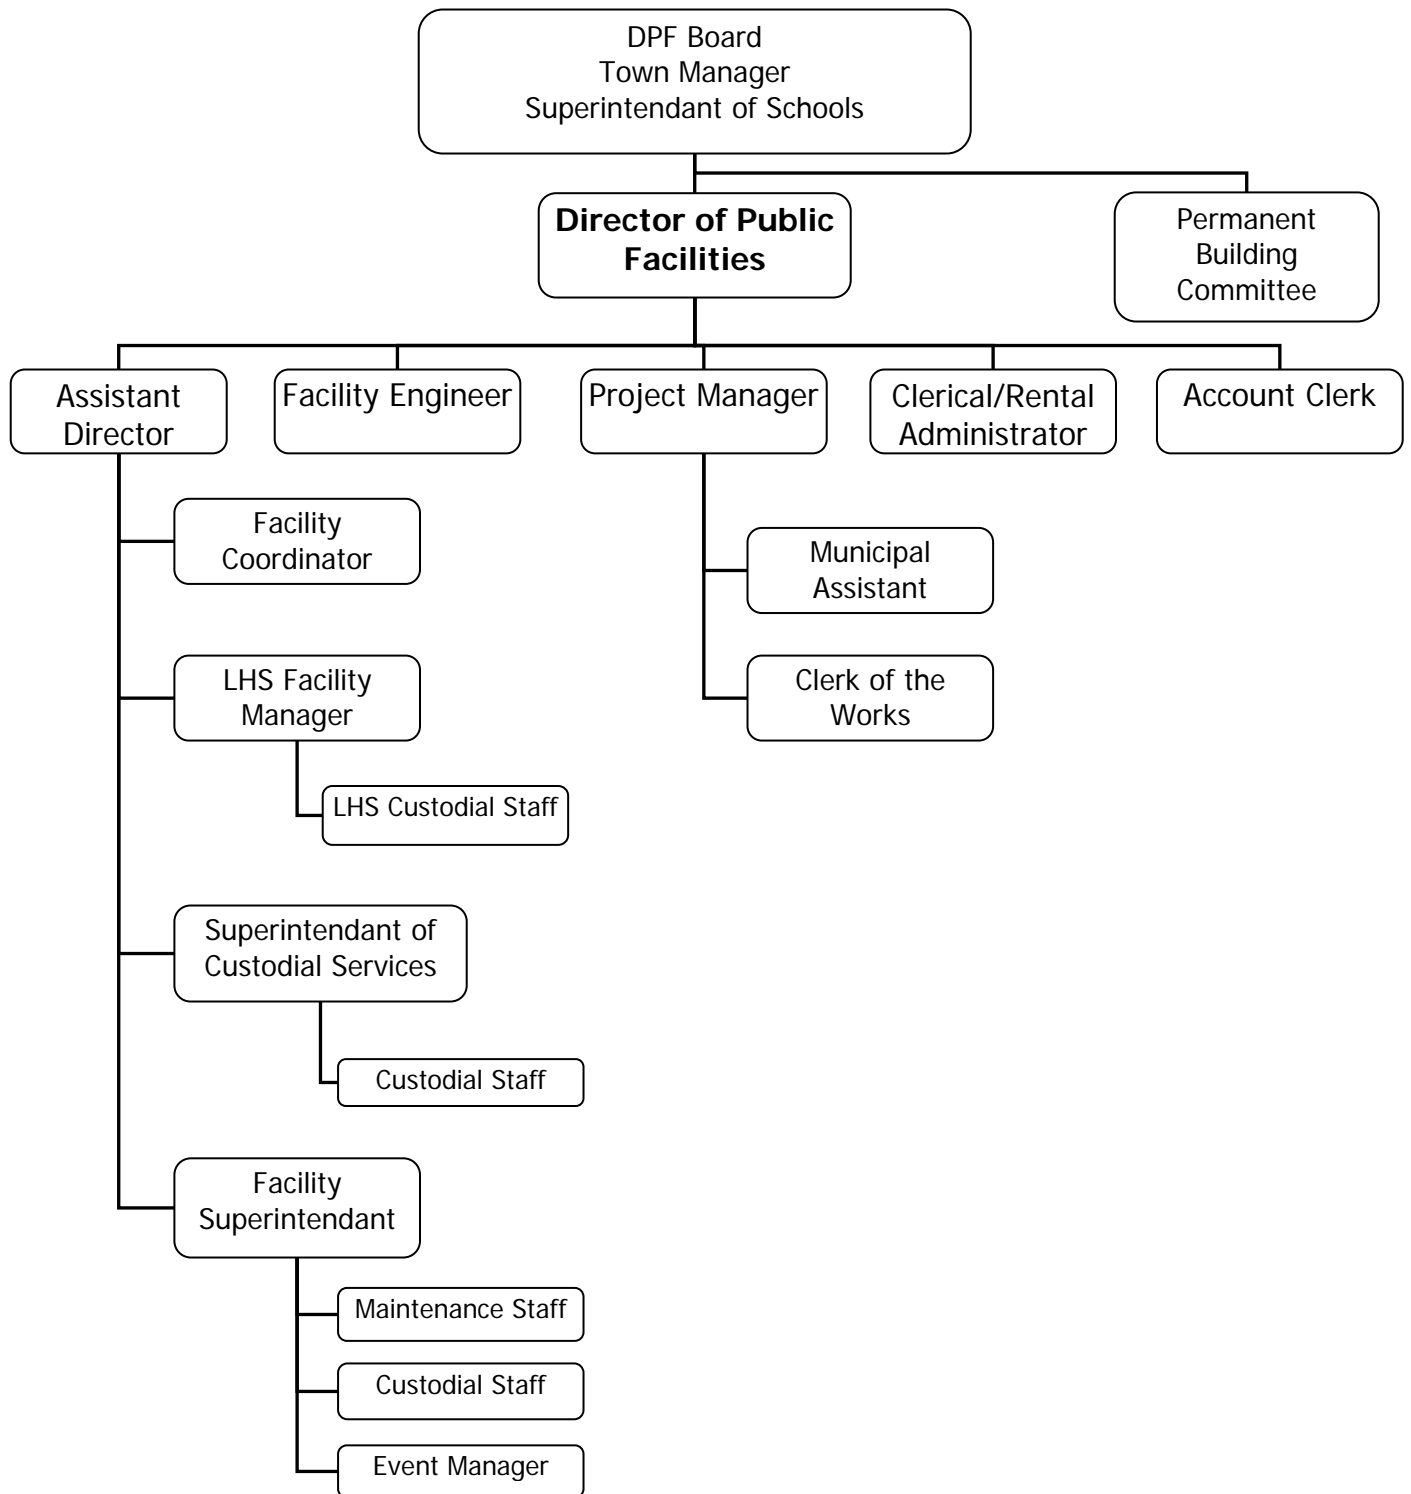 DPF Board
Town Manager
Superintendant of Schools
Director of Public
Facilities
Permanent
Building
Committee
Assistant
Director
Facility Engineer
Project Manager
Clerical/Rental
Administrator
Account Clerk
Facility
Coordinator
Municipal
Assistant
LHS Facility
Manager
Clerk of the
Works
LHS Custodial Staff
Superintendant of
Custodial Services
Custodial Staff
Facility
Superintendant
Maintenance Staff
Custodial Staff
Event Manager